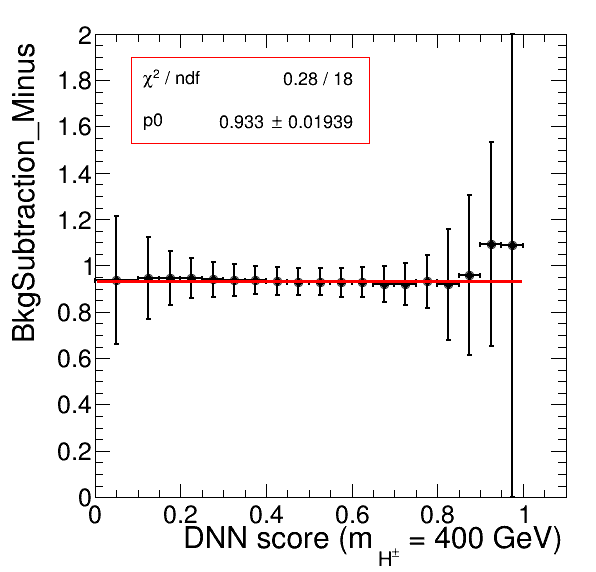 BkgSubtraction_Minus
2
1.8
1.6
1.4
1.2
1
0.8
0.6
0.4
0.2
0
χ² / ndf 0.28 / 18
p0 0.933 ± 0.01939
0 0.2 0.4 0.6 0.8 1
DNN score (m_H± = 400 GeV)